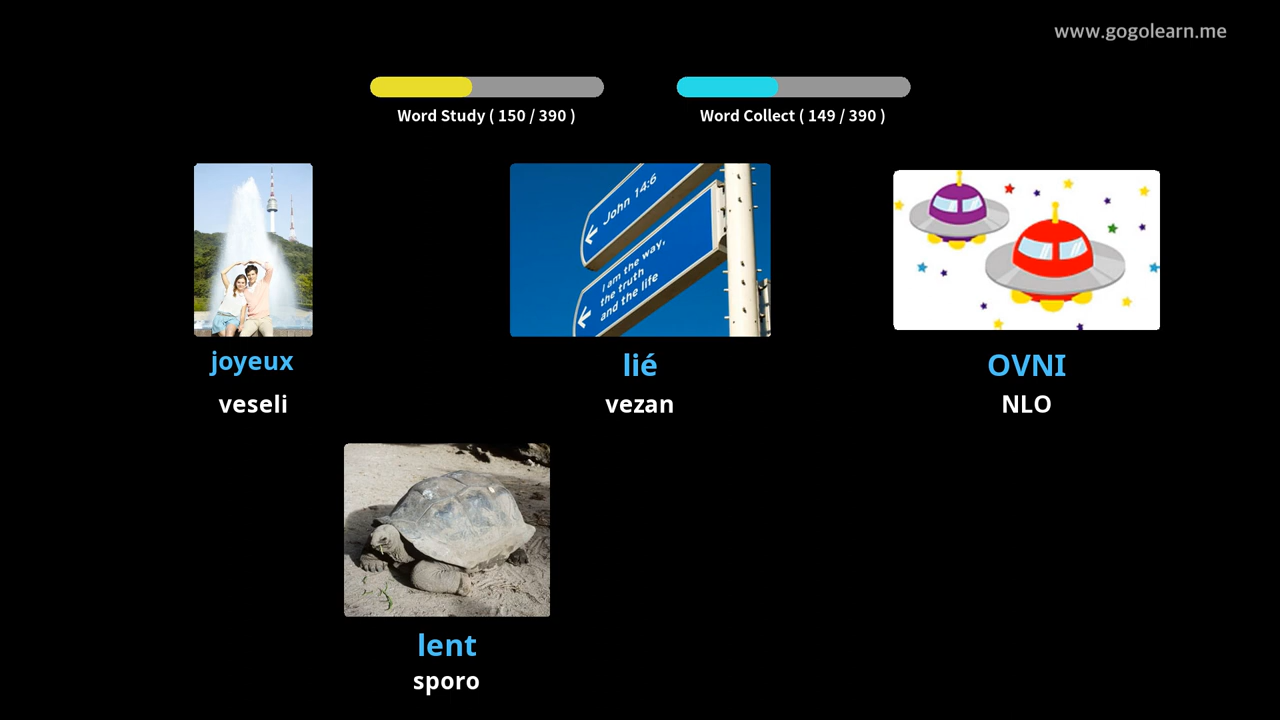 www.gogolearn.me
Word Study ( 150 / 390 )
Word Collect ( 149 / 390 )
John 14:6
I am the way,
the truth
and the life
joyeux
lié
OVNI
veseli
vezan
NLO
lent
sporo